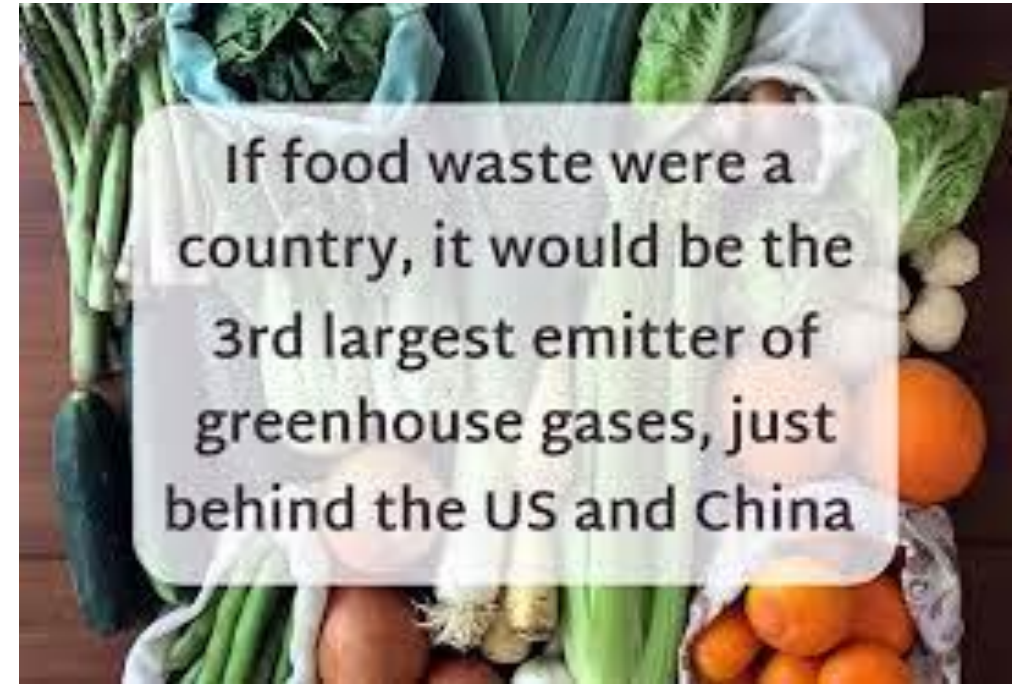 If food waste were a
country, it would be the
3rd largest emitter of
greenhouse gases, just
behind the US and China